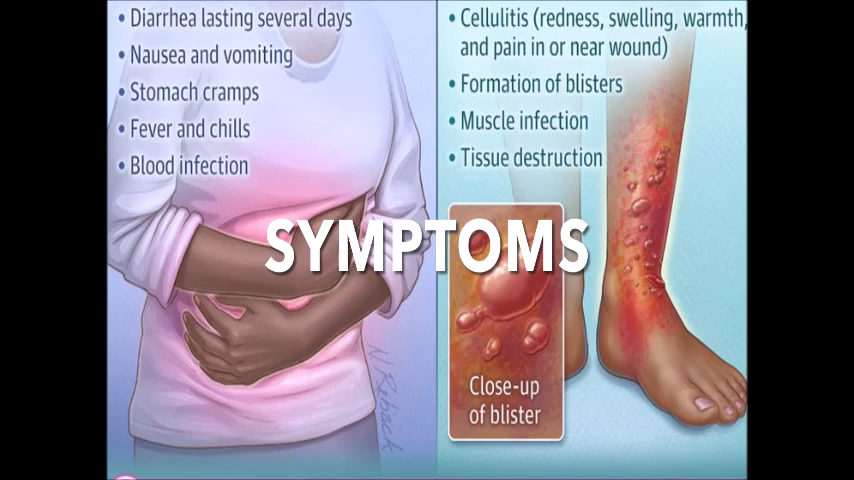 • Diarrhea lasting several days
• Nausea and vomiting
• Stomach cramps
• Fever and chills
• Blood infection
• Cellulitis (redness, swelling, warmth,
and pain in or near wound)
• Formation of blisters
• Muscle infection
• Tissue destruction
SYMPTOMS
Close-up
of blister
N Reback